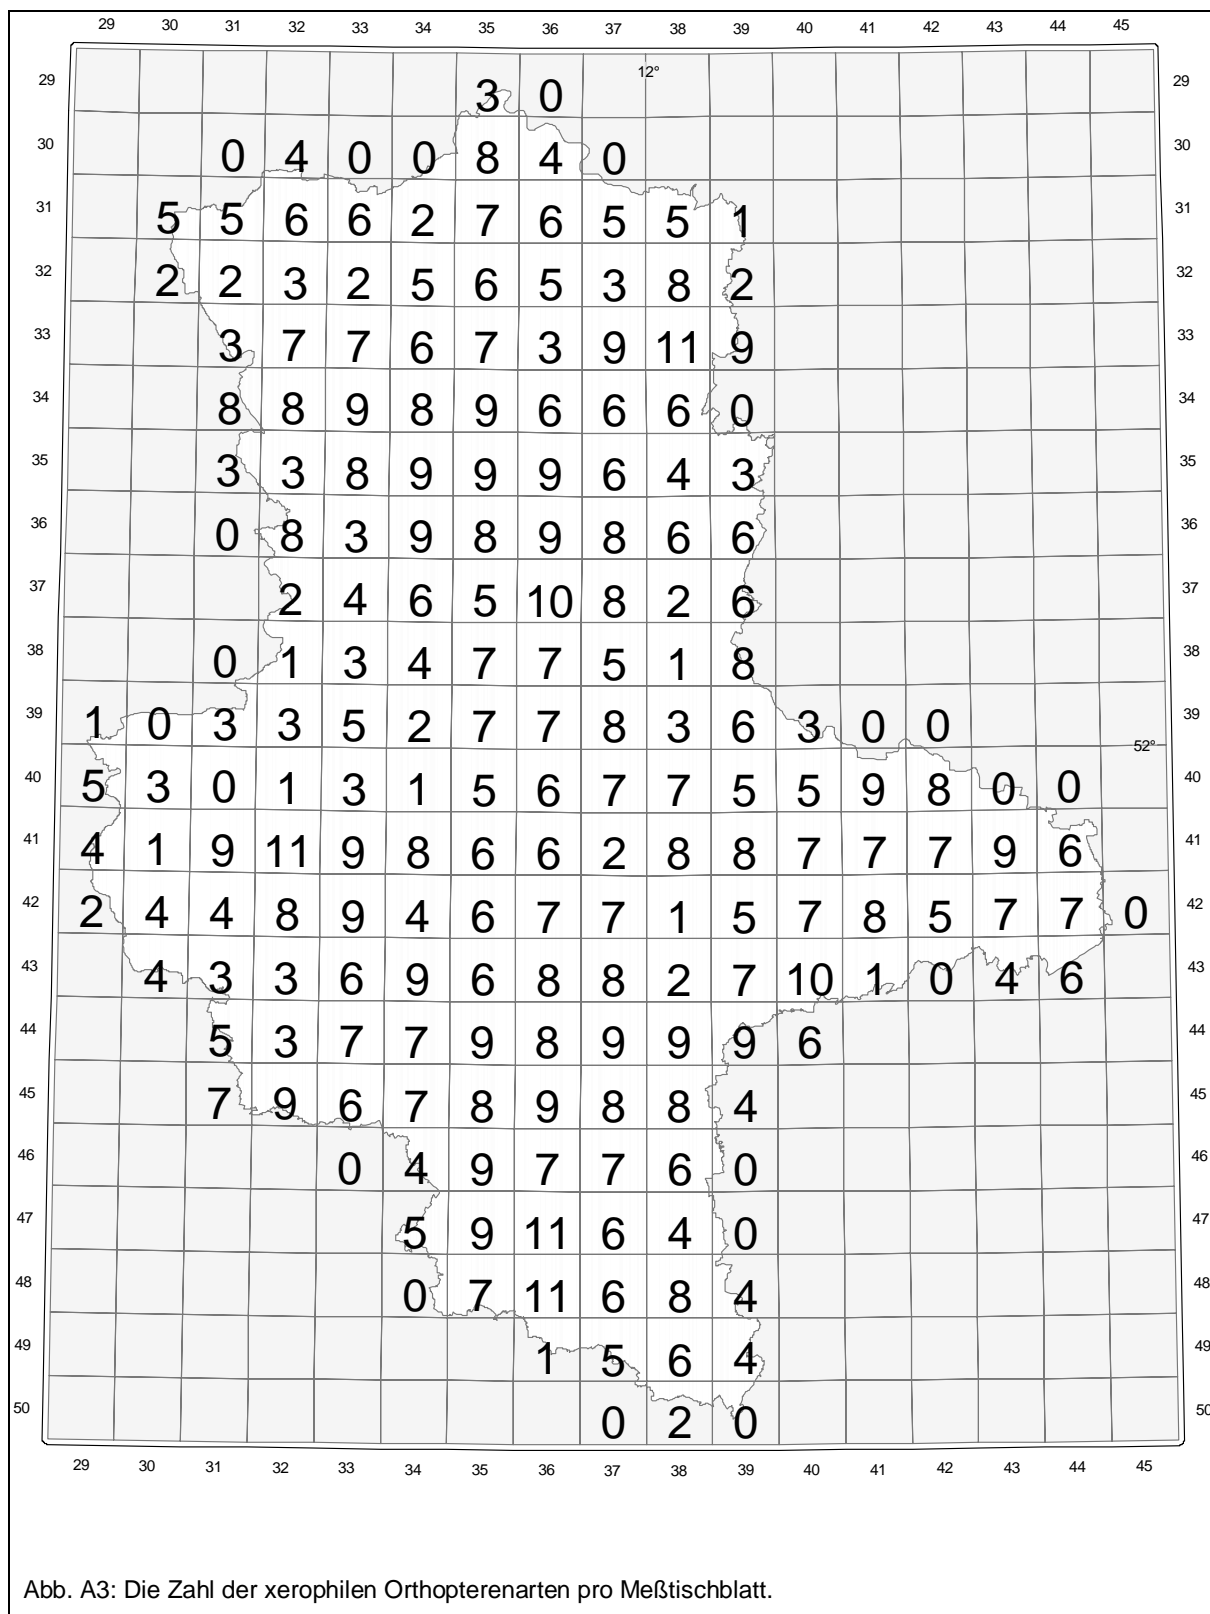 29 30 31 32 33 34 35 36 37 38 39 40 41 42 43 44 45
12°
29 3 0 29
30 0 4 0 0 8 4 0 30
31 5 5 6 6 2 7 6 5 5 1 31
32 2 2 3 2 5 6 5 3 8 2 32
33 3 7 7 6 7 3 9 11 9 33
34 8 8 9 8 9 6 6 6 0 34
35 3 3 8 9 9 9 6 4 3 35
36 0 8 3 9 8 9 8 6 6 36
37 2 4 6 5 10 8 2 6 37
38 0 1 3 4 7 7 5 1 8 38
39 1 0 3 3 5 2 7 7 8 3 6 3 0 0 39
52°
40 5 3 0 1 3 1 5 6 7 7 5 5 9 8 0 0 40
41 4 1 9 11 9 8 6 6 2 8 8 7 7 7 9 6 41
42 2 4 4 8 9 4 6 7 7 1 5 7 8 5 7 7 0 42
43 4 3 3 6 9 6 8 8 2 7 10 1 0 4 6 43
44 5 3 7 7 9 8 9 9 9 6 44
45 7 9 6 7 8 9 8 8 4 45
46 0 4 9 7 7 6 0 46
47 5 9 11 6 4 0 47
48 0 7 11 6 8 4 48
49 1 5 6 4 49
50 0 2 0 50
29 30 31 32 33 34 35 36 37 38 39 40 41 42 43 44 45
Abb. A3: Die Zahl der xerophilen Orthopterenarten pro Meßtischblatt.